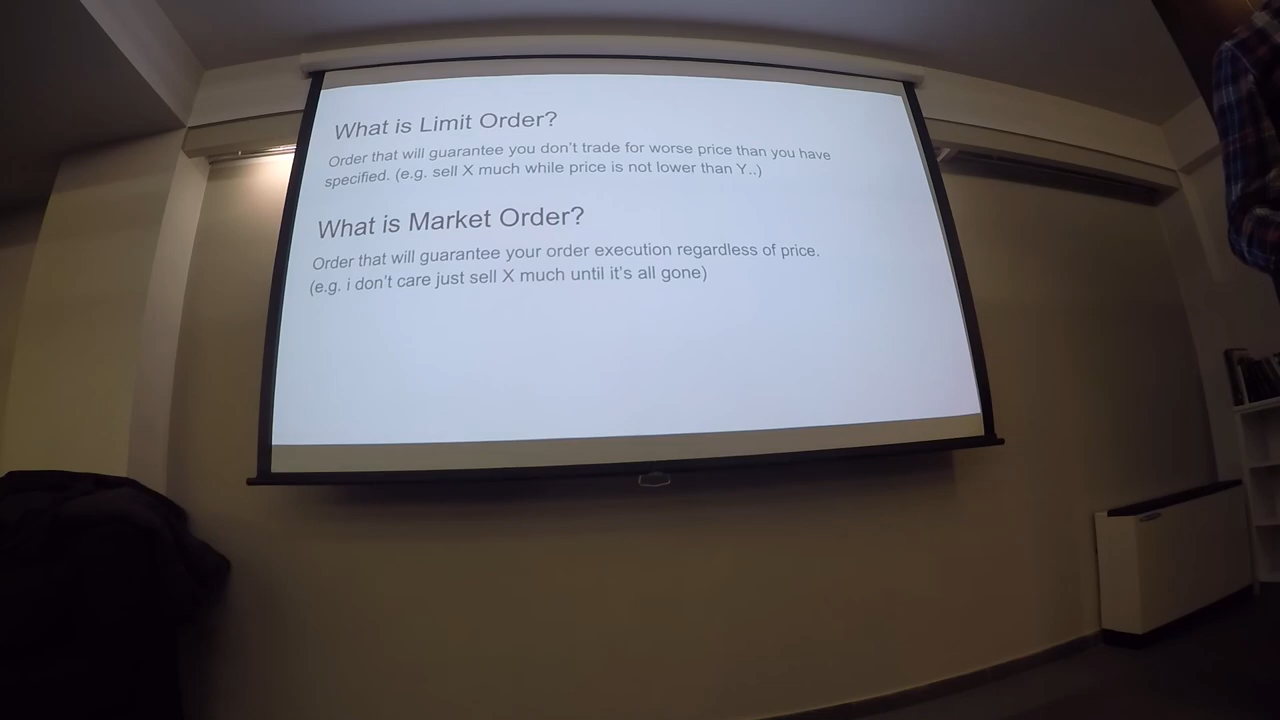 What is Limit Order?
Order that will guarantee you don't trade for worse price than you have
specified. (e.g. sell X much while price is not lower than Y..)
What is Market Order?
Order that will guarantee your order execution regardless of price.
(e.g. i don't care just sell X much until it's all gone)